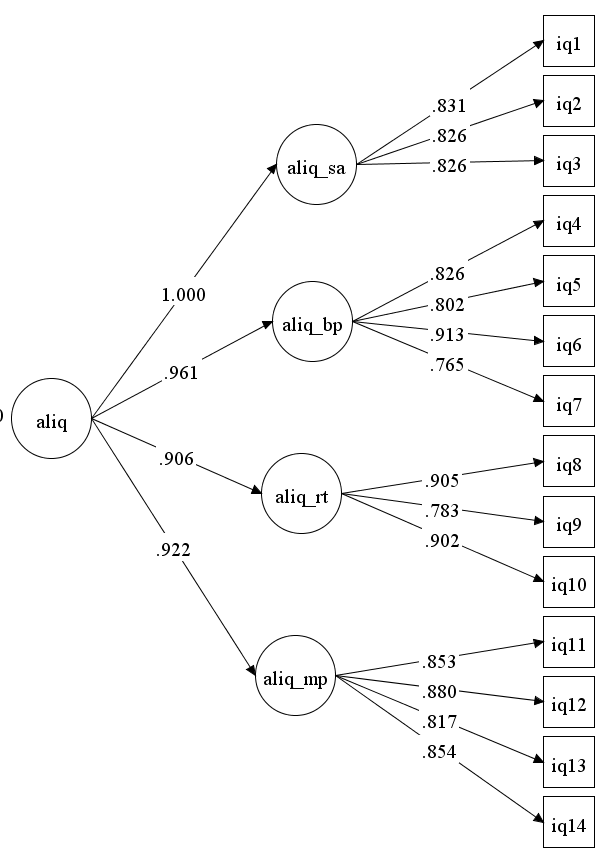 iq1
.831
iq2
.826
aliq_sa
.826
iq3
iq4
.826
1.000
iq5
.802
aliq_bp
.913
iq6
.961
.765
iq7
aliq
.906
.905
iq8
aliq_rt
.783
iq9
.902
iq10
.922
iq11
.853
aliq_mp
.880
iq12
.817
iq13
.854
iq14